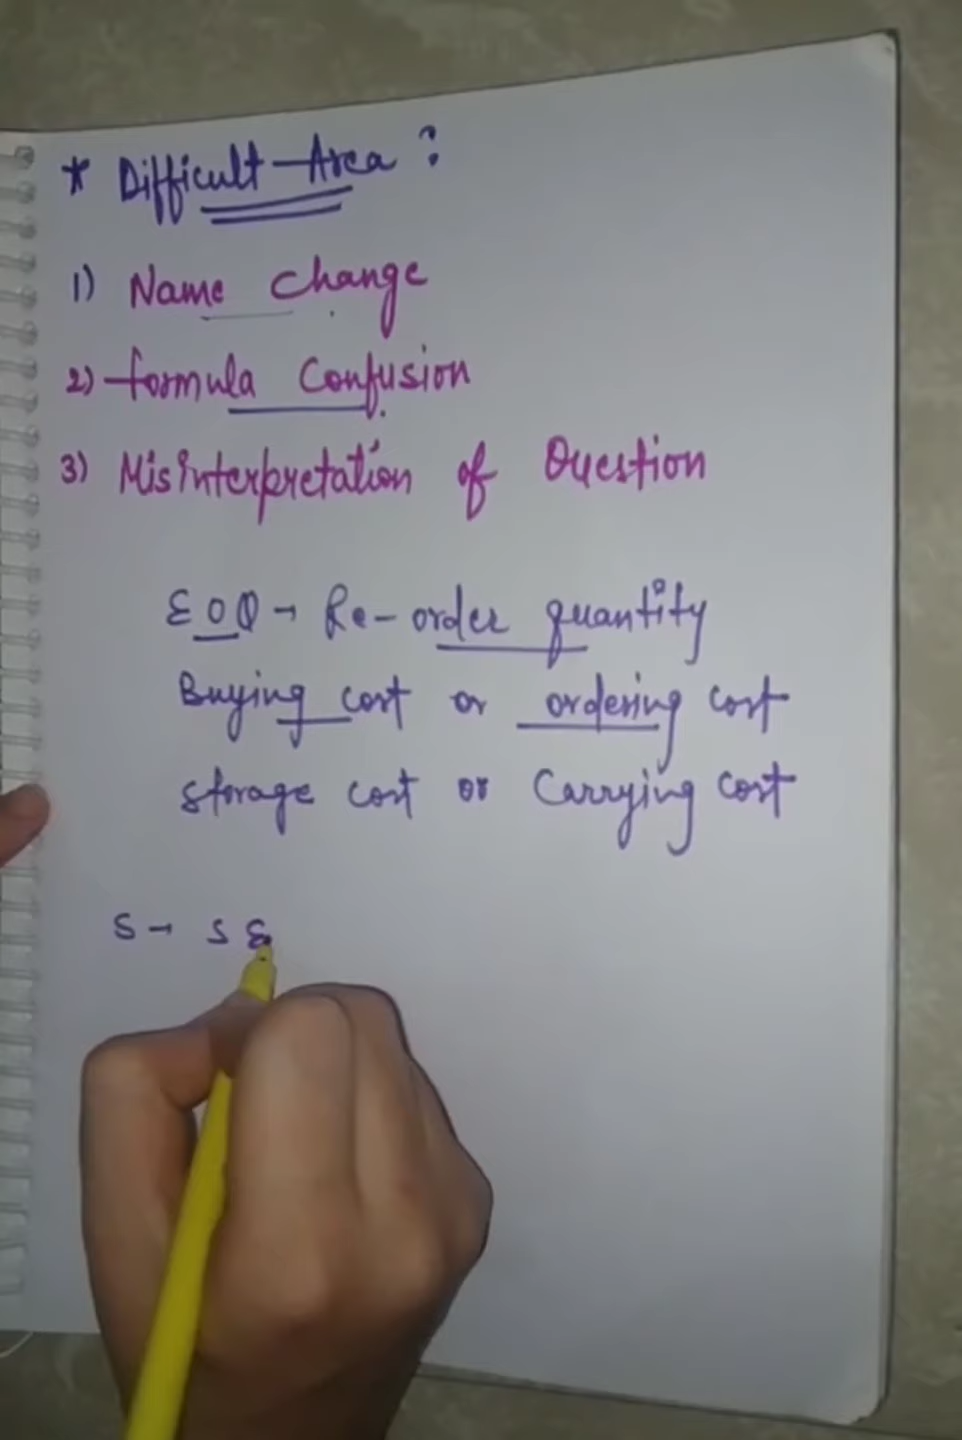 * Difficult Area :
1) Name change
2) formula Confusion
3) Misinterpretation of Question
EOQ → Re-order quantity
Buying cost or ordering cost
Storage cost or Carrying cost
S → S E